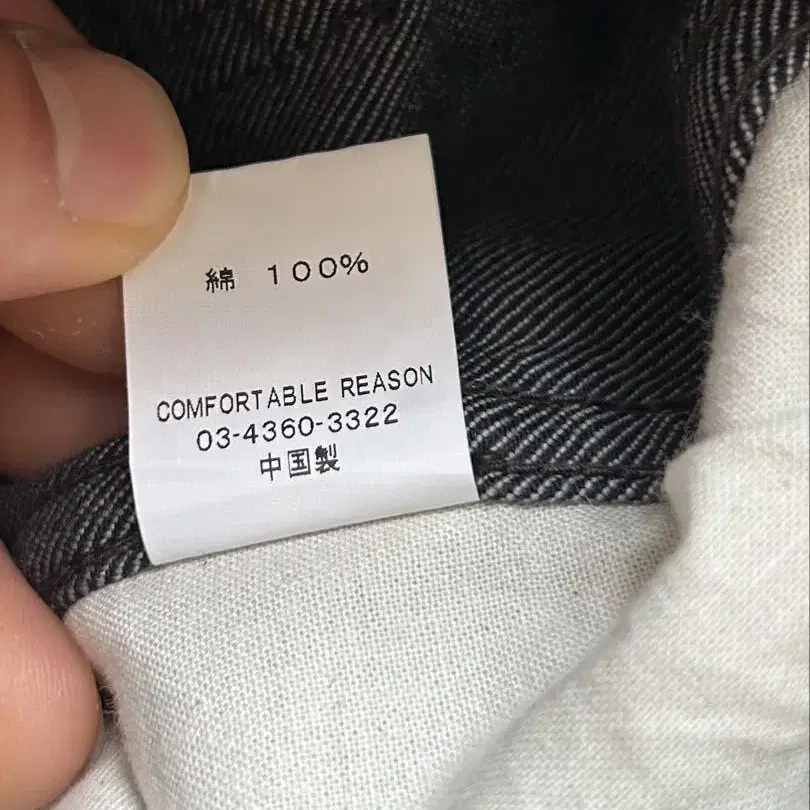 綿 100%
COMFORTABLE REASON
03-4360-3322
中国製